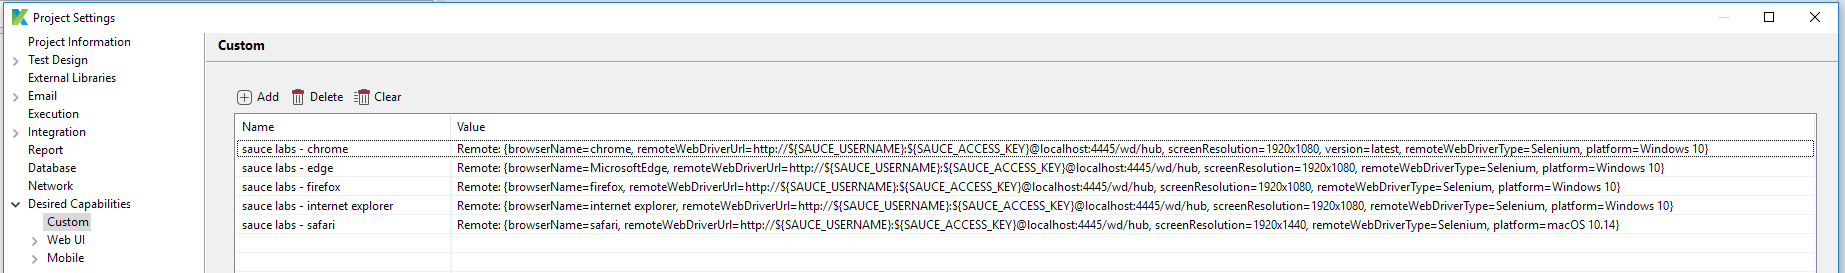 Project Settings
Project Information
Test Design
External Libraries
Email
Execution
Integration
Report
Database
Network
Desired Capabilities
Custom
Web UI
Mobile
Custom
Add Delete Clear
Name Value
sauce labs - chrome Remote: {browserName=chrome, remoteWebDriverUrl=http://${SAUCE_USERNAME}:${SAUCE_ACCESS_KEY}@localhost:4445/wd/hub, screenResolution=1920x1080, version=latest, remoteWebDriverType=Selenium, platform=Windows 10}
sauce labs - edge Remote: {browserName=MicrosoftEdge, remoteWebDriverUrl=http://${SAUCE_USERNAME}:${SAUCE_ACCESS_KEY}@localhost:4445/wd/hub, screenResolution=1920x1080, remoteWebDriverType=Selenium, platform=Windows 10}
sauce labs - firefox Remote: {browserName=firefox, remoteWebDriverUrl=http://${SAUCE_USERNAME}:${SAUCE_ACCESS_KEY}@localhost:4445/wd/hub, screenResolution=1920x1080, remoteWebDriverType=Selenium, platform=Windows 10}
sauce labs - internet explorer Remote: {browserName=internet explorer, remoteWebDriverUrl=http://${SAUCE_USERNAME}:${SAUCE_ACCESS_KEY}@localhost:4445/wd/hub, screenResolution=1920x1080, remoteWebDriverType=Selenium, platform=Windows 10}
sauce labs - safari Remote: {browserName=safari, remoteWebDriverUrl=http://${SAUCE_USERNAME}:${SAUCE_ACCESS_KEY}@localhost:4445/wd/hub, screenResolution=1920x1440, remoteWebDriverType=Selenium, platform=macOS 10.14}